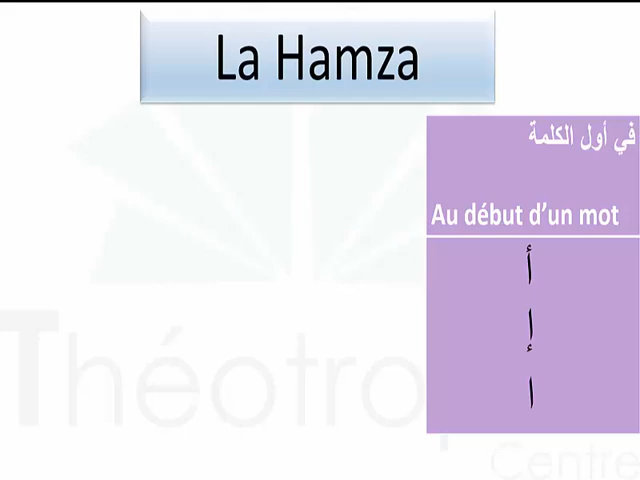 La Hamza
في أول الكلمة
Au début d'un mot
أ
إ
أ
Théotrop
Centre